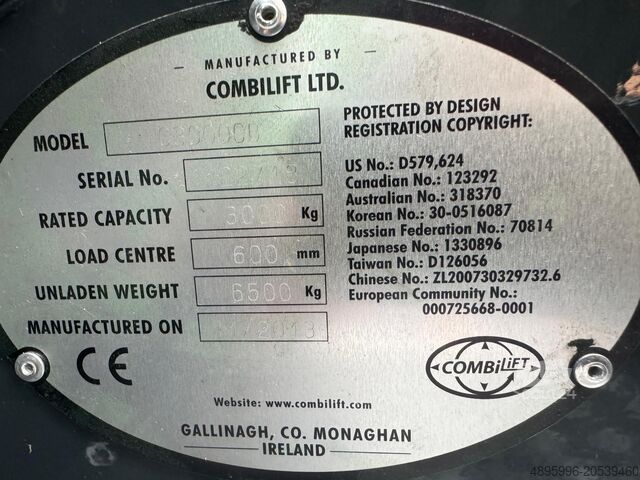 MANUFACTURED BY
COMBILIFT LTD.
MODEL
SERIAL No.
RATED CAPACITY Kg
LOAD CENTRE 600 mm
UNLADEN WEIGHT 6500 Kg
MANUFACTURED ON
CE
PROTECTED BY DESIGN
REGISTRATION COPYRIGHT:
US No.: D579,624
Canadian No.: 123292
Australian No.: 318370
Korean No.: 30-0516087
Russian Federation No.: 70814
Japanese No.: 1330896
Taiwan No.: D126056
Chinese No.: ZL200730329732.6
European Community No.:
000725668-0001
COMBiLiFT
Website: www.combilift.com
GALLINAGH, CO. MONAGHAN
IRELAND
4895996-20539460